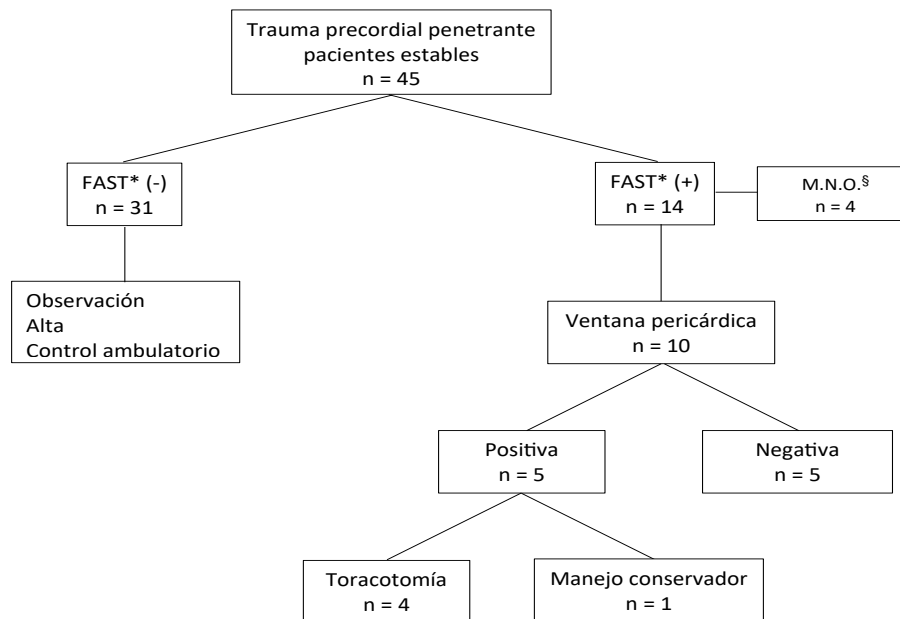 Trauma precordial penetrante
pacientes estables
n = 45
FAST* (-)
n = 31
FAST* (+)
n = 14
M.N.O.§
n = 4
Observación
Alta
Control ambulatorio
Ventana pericárdica
n = 10
Positiva
n = 5
Negativa
n = 5
Toracotomía
n = 4
Manejo conservador
n = 1